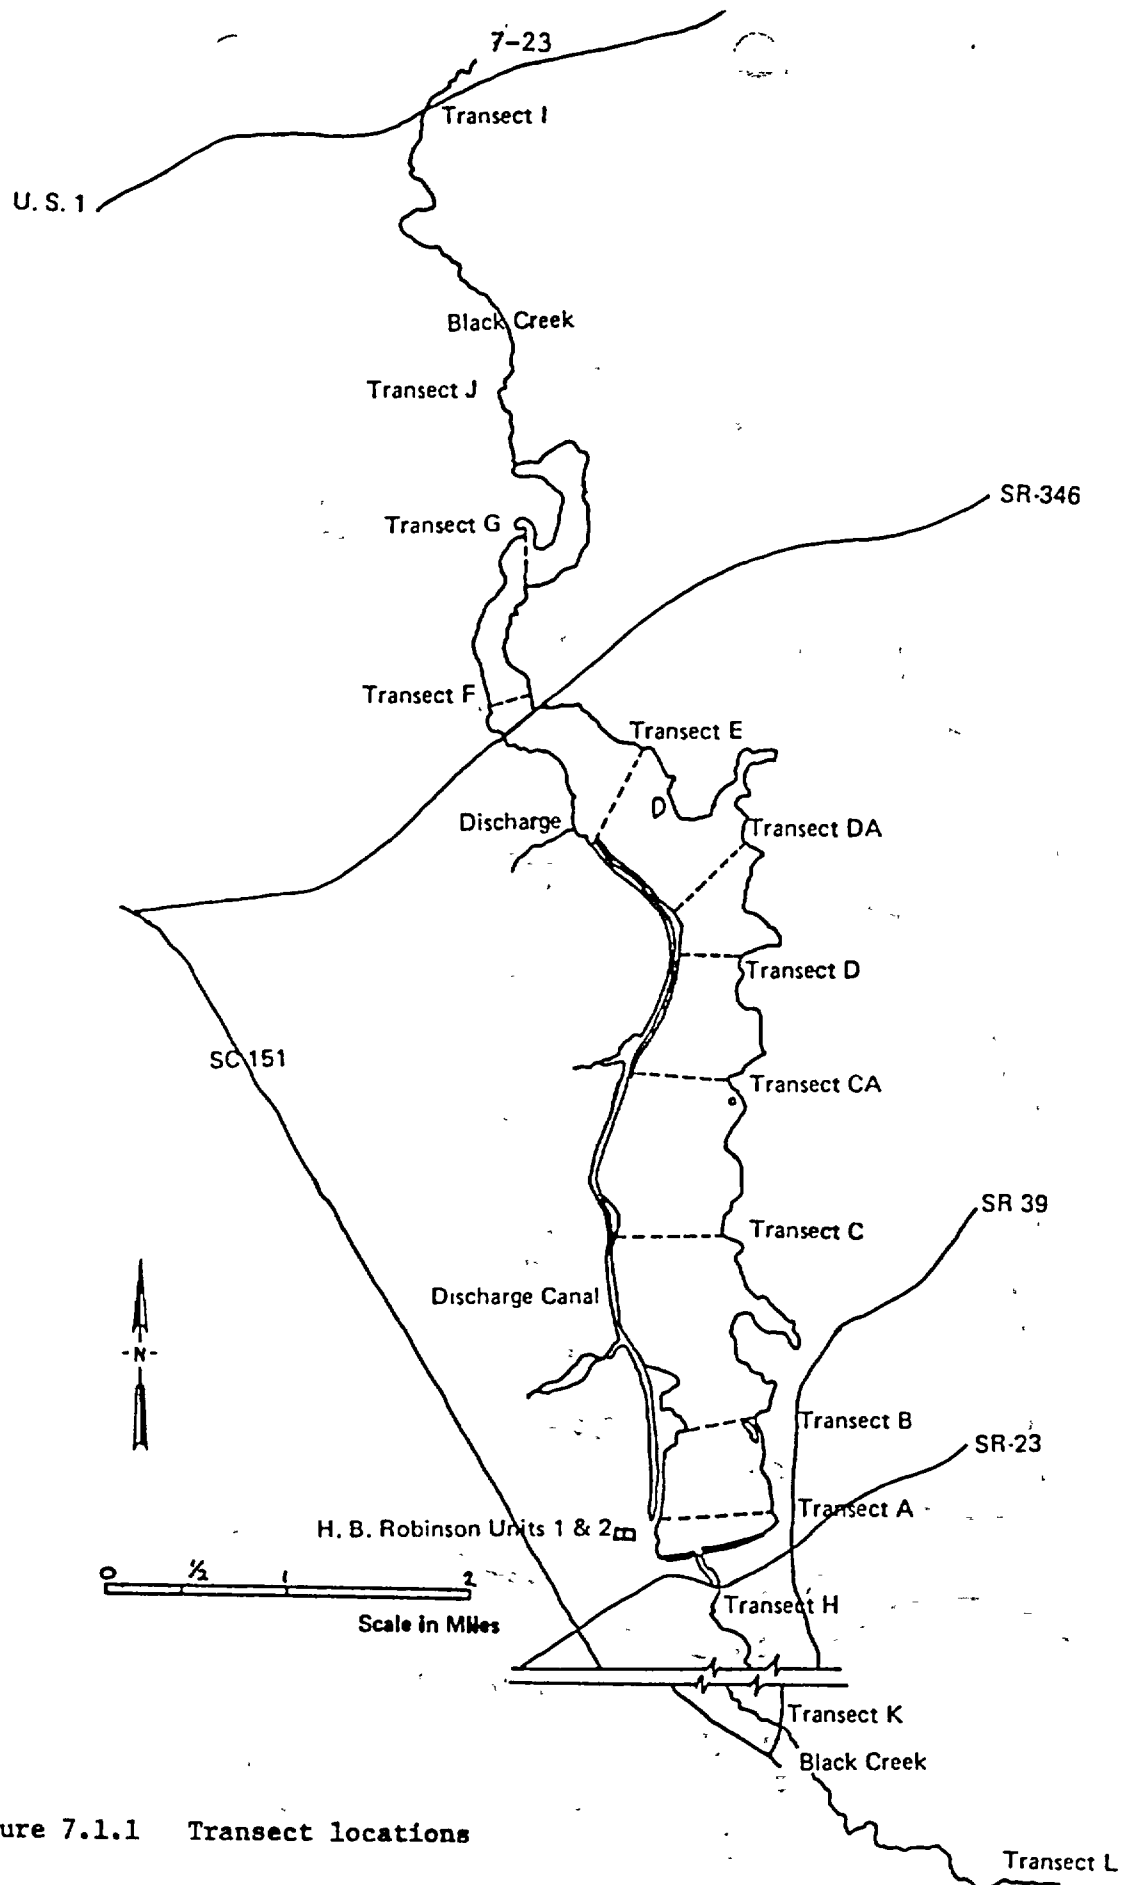 7-23
Transect I
U. S. 1
Black Creek
Transect J
SR-346
Transect G
Transect F
Transect E
D
Discharge
Transect DA
Transect D
SC 151
Transect CA
SR 39
Transect C
Discharge Canal
-N-
Transect B
SR-23
Transect A
H. B. Robinson Units 1 & 2
0 1/2 1 2
Scale in Miles
Transect H
Transect K
Black Creek
ure 7.1.1 Transect locations
Transect L